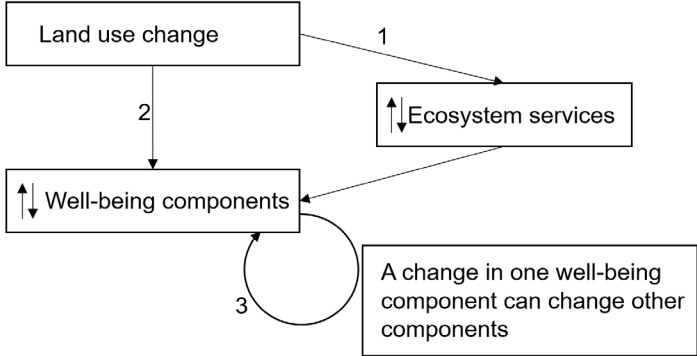 Land use change
1
2
Ecosystem services
Well-being components
3
A change in one well-being
component can change other
components